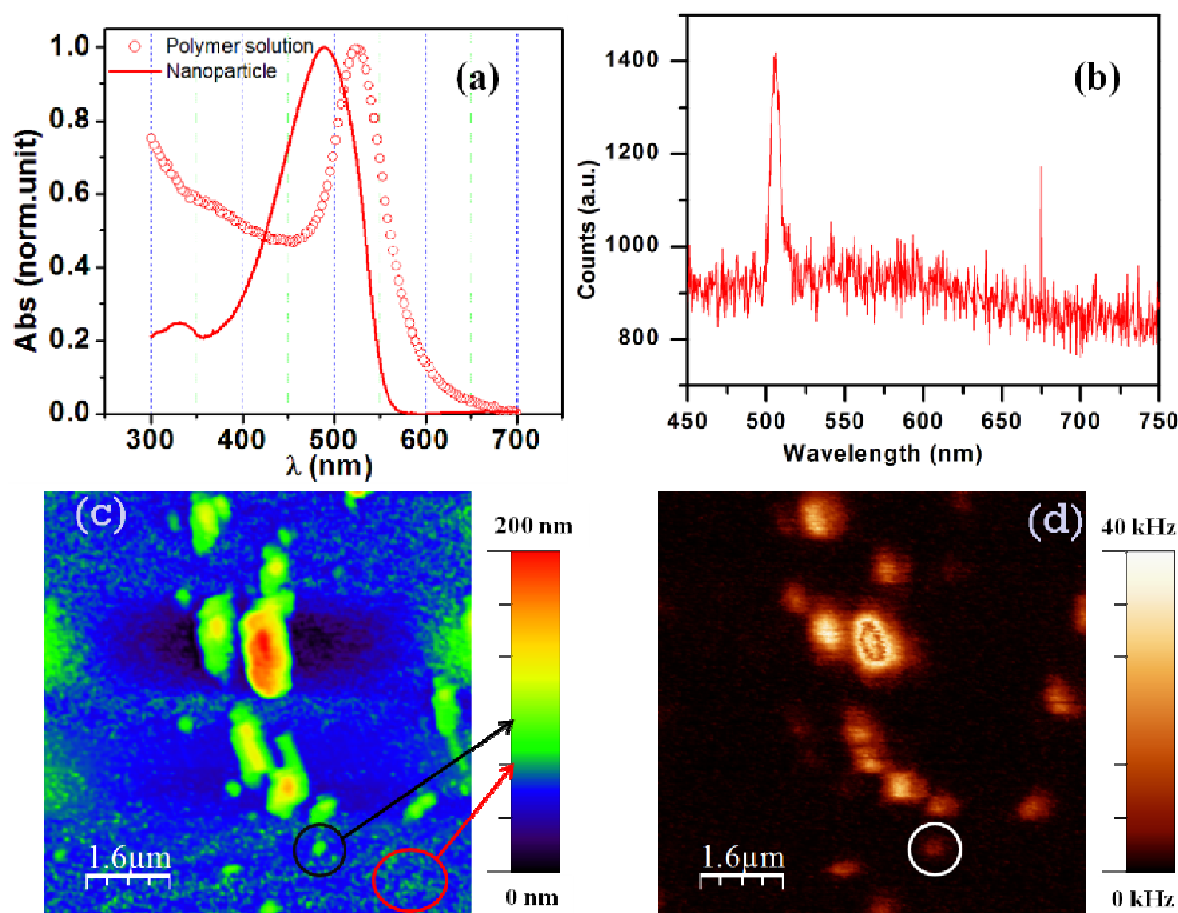 (a)
Polymer solution
Nanoparticle
Abs (norm.unit)
1.0
0.8
0.6
0.4
0.2
0.0
300 400 500 600 700
λ (nm)
(b)
Counts (a.u.)
1400
1200
1000
800
450 500 550 600 650 700 750
Wavelength (nm)
(c)
200 nm
0 nm
1.6µm
(d)
40 kHz
0 kHz
1.6µm